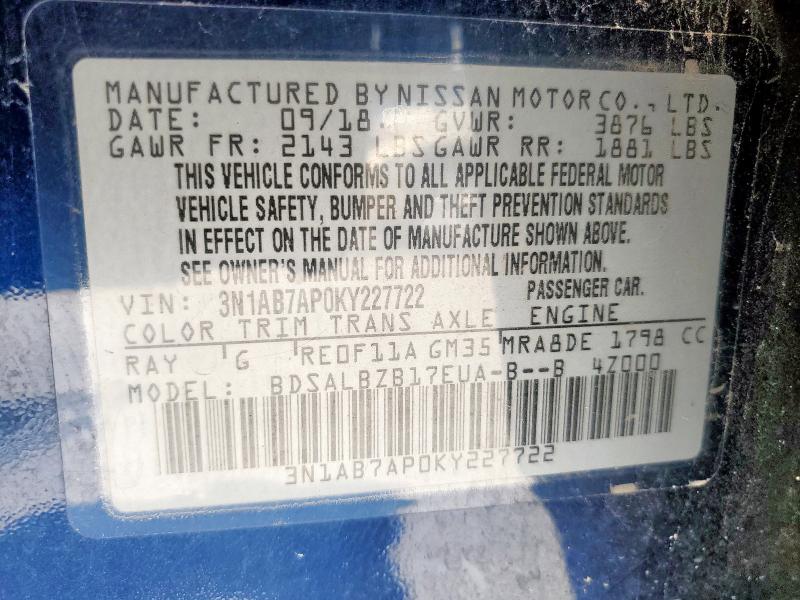 MANUFACTURED BY NISSAN MOTOR CO., LTD.
DATE: 09/18 GVWR: 3876 LBS
GAWR FR: 2143 LBS GAWR RR: 1881 LBS
THIS VEHICLE CONFORMS TO ALL APPLICABLE FEDERAL MOTOR
VEHICLE SAFETY, BUMPER AND THEFT PREVENTION STANDARDS
IN EFFECT ON THE DATE OF MANUFACTURE SHOWN ABOVE.
SEE OWNER'S MANUAL FOR ADDITIONAL INFORMATION.
VIN: 3N1AB7AP0KY227722 PASSENGER CAR.
COLOR TRIM TRANS AXLE ENGINE
RAY G RE0F11A GM35 MRA8DE 1798 CC
MODEL: BDSALBZB17EUA-B--B 4Z000
3N1AB7AP0KY227722